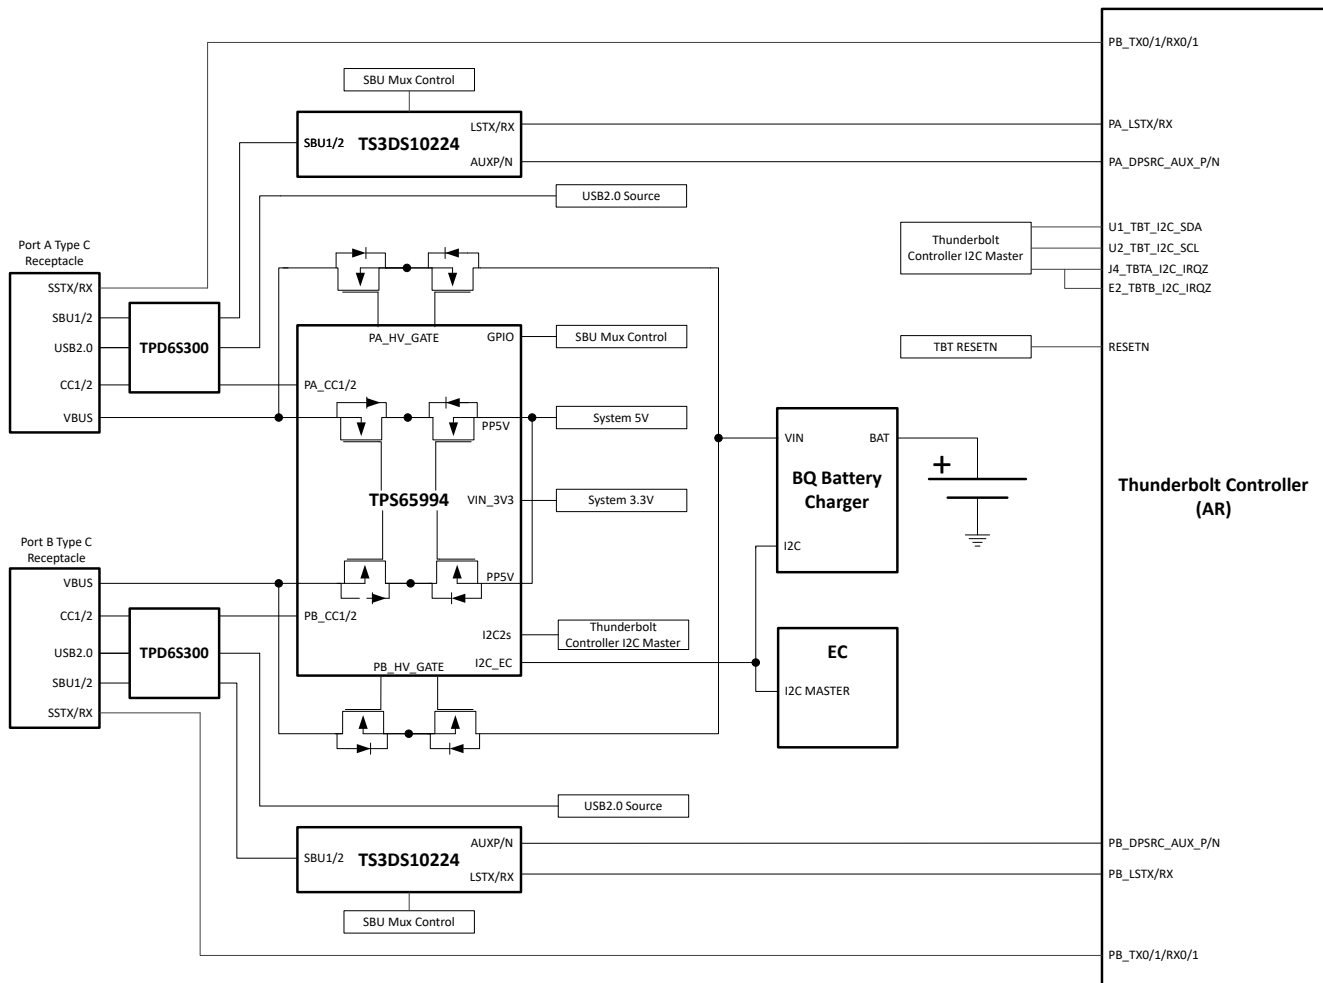 PB_TX0/1/RX0/1
SBU Mux Control
LSTX/RX
SBU1/2
TS3DS10224
AUXP/N
PA_LSTX/RX
PA_DPSRC_AUX_P/N
USB2.0 Source
Port A Type C
Receptacle
SSTX/RX
SBU1/2
USB2.0
CC1/2
VBUS
TPD6S300
Thunderbolt
Controller I2C Master
U1_TBT_I2C_SDA
U2_TBT_I2C_SCL
J4_TBTA_I2C_IRQZ
E2_TBTB_I2C_IRQZ
PA_HV_GATE
GPIO
SBU Mux Control
TBT RESETN
RESETN
PA_CC1/2
PP5V
System 5V
TPS65994
VIN_3V3
System 3.3V
VIN
BAT
BQ Battery
Charger
+
I2C
Thunderbolt Controller
(AR)
Port B Type C
Receptacle
VBUS
CC1/2
USB2.0
SBU1/2
SSTX/RX
TPD6S300
PP5V
PB_CC1/2
I2C2s
Thunderbolt
Controller I2C Master
I2C_EC
PB_HV_GATE
EC
I2C MASTER
USB2.0 Source
AUXP/N
SBU1/2
TS3DS10224
LSTX/RX
SBU Mux Control
PB_DPSRC_AUX_P/N
PB_LSTX/RX
PB_TX0/1/RX0/1